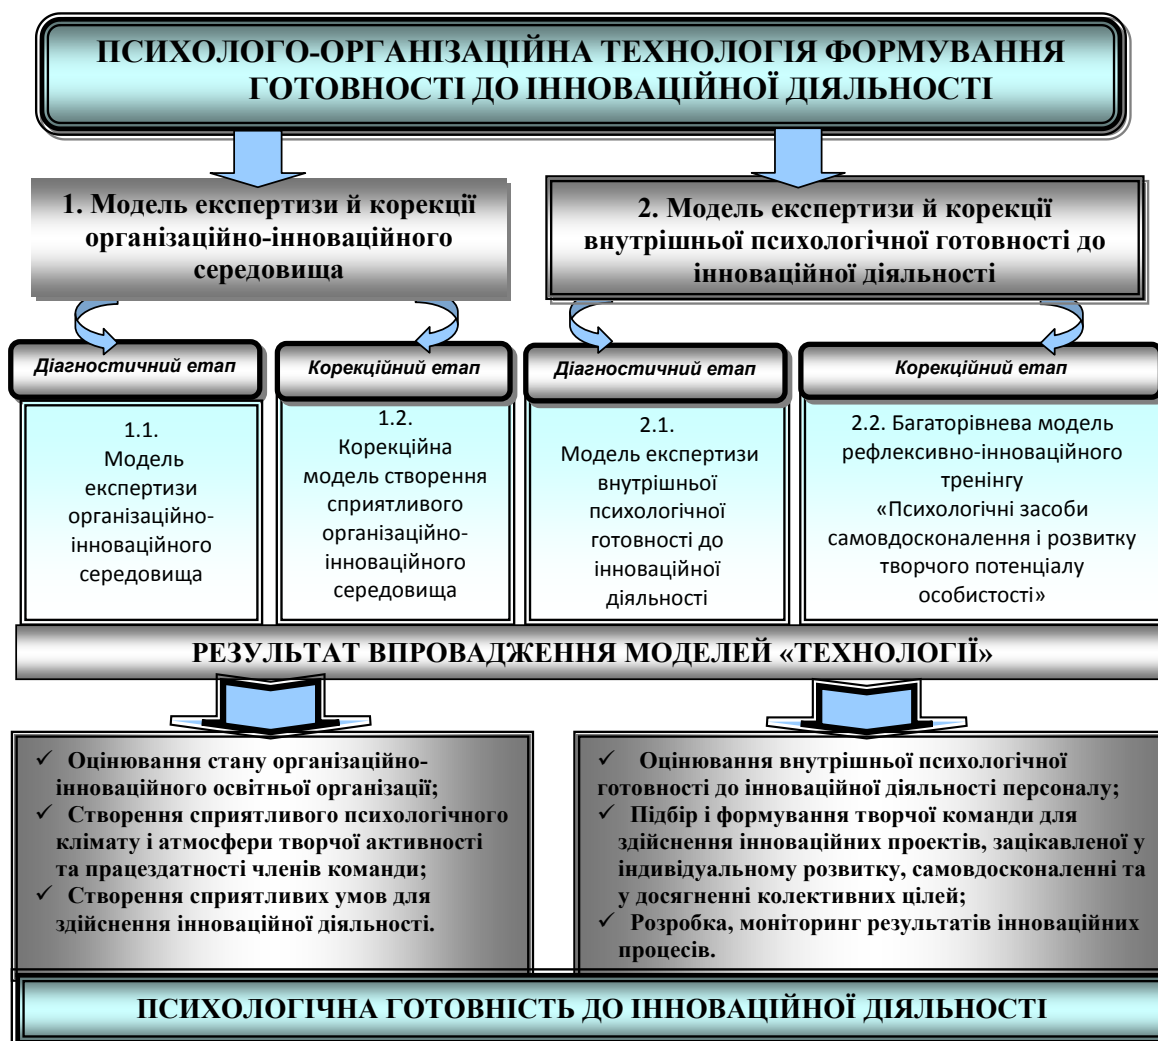 ПСИХОЛОГО-ОРГАНІЗАЦІЙНА ТЕХНОЛОГІЯ ФОРМУВАННЯ
ГОТОВНОСТІ ДО ІННОВАЦІЙНОЇ ДІЯЛЬНОСТІ
1. Модель експертизи й корекції
організаційно-інноваційного
середовища
2. Модель експертизи й корекції
внутрішньої психологічної готовності до
інноваційної діяльності
Діагностичний етап
1.1.
Модель
експертизи
організаційно-
інноваційного
середовища
Корекційний етап
1.2.
Корекційна
модель створення
сприятливого
організаційно-
інноваційного
середовища
Діагностичний етап
2.1.
Модель експертизи
внутрішньої
психологічної
готовності до
інноваційної
діяльності
Корекційний етап
2.2. Багаторівнева модель
рефлексивно-інноваційного
тренінгу
«Психологічні засоби
самовдосконалення і розвитку
творчого потенціалу
особистості»
РЕЗУЛЬТАТ ВПРОВАДЖЕННЯ МОДЕЛЕЙ «ТЕХНОЛОГІЇ»
✓ Оцінювання стану організаційно-
інноваційного освітньої організації;
✓ Створення сприятливого психологічного
клімату і атмосфери творчої активності
та працездатності членів команди;
✓ Створення сприятливих умов для
здійснення інноваційної діяльності.
✓ Оцінювання внутрішньої психологічної
готовності до інноваційної діяльності персоналу;
✓ Підбір і формування творчої команди для
здійснення інноваційних проектів, зацікавленої у
індивідуальному розвитку, самовдосконаленні та
у досягненні колективних цілей;
✓ Розробка, моніторинг результатів інноваційних
процесів.
ПСИХОЛОГІЧНА ГОТОВНІСТЬ ДО ІННОВАЦІЙНОЇ ДІЯЛЬНОСТІ